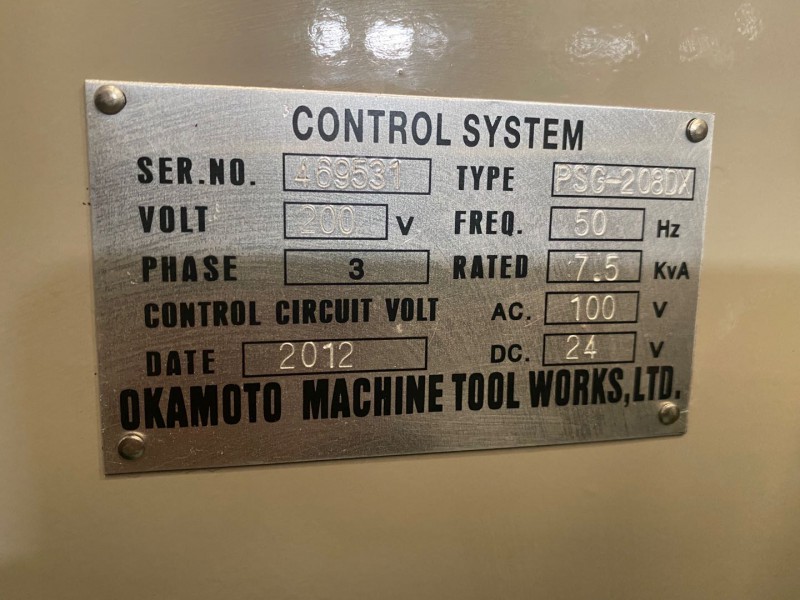 CONTROL SYSTEM
SER.NO. 469531 TYPE PSG-208DX
VOLT 200 V FREQ. 50 Hz
PHASE 3 RATED 7.5 KvA
CONTROL CIRCUIT VOLT AC. 100 V
DATE 2012 DC. 24 V
OKAMOTO MACHINE TOOL WORKS,LTD.